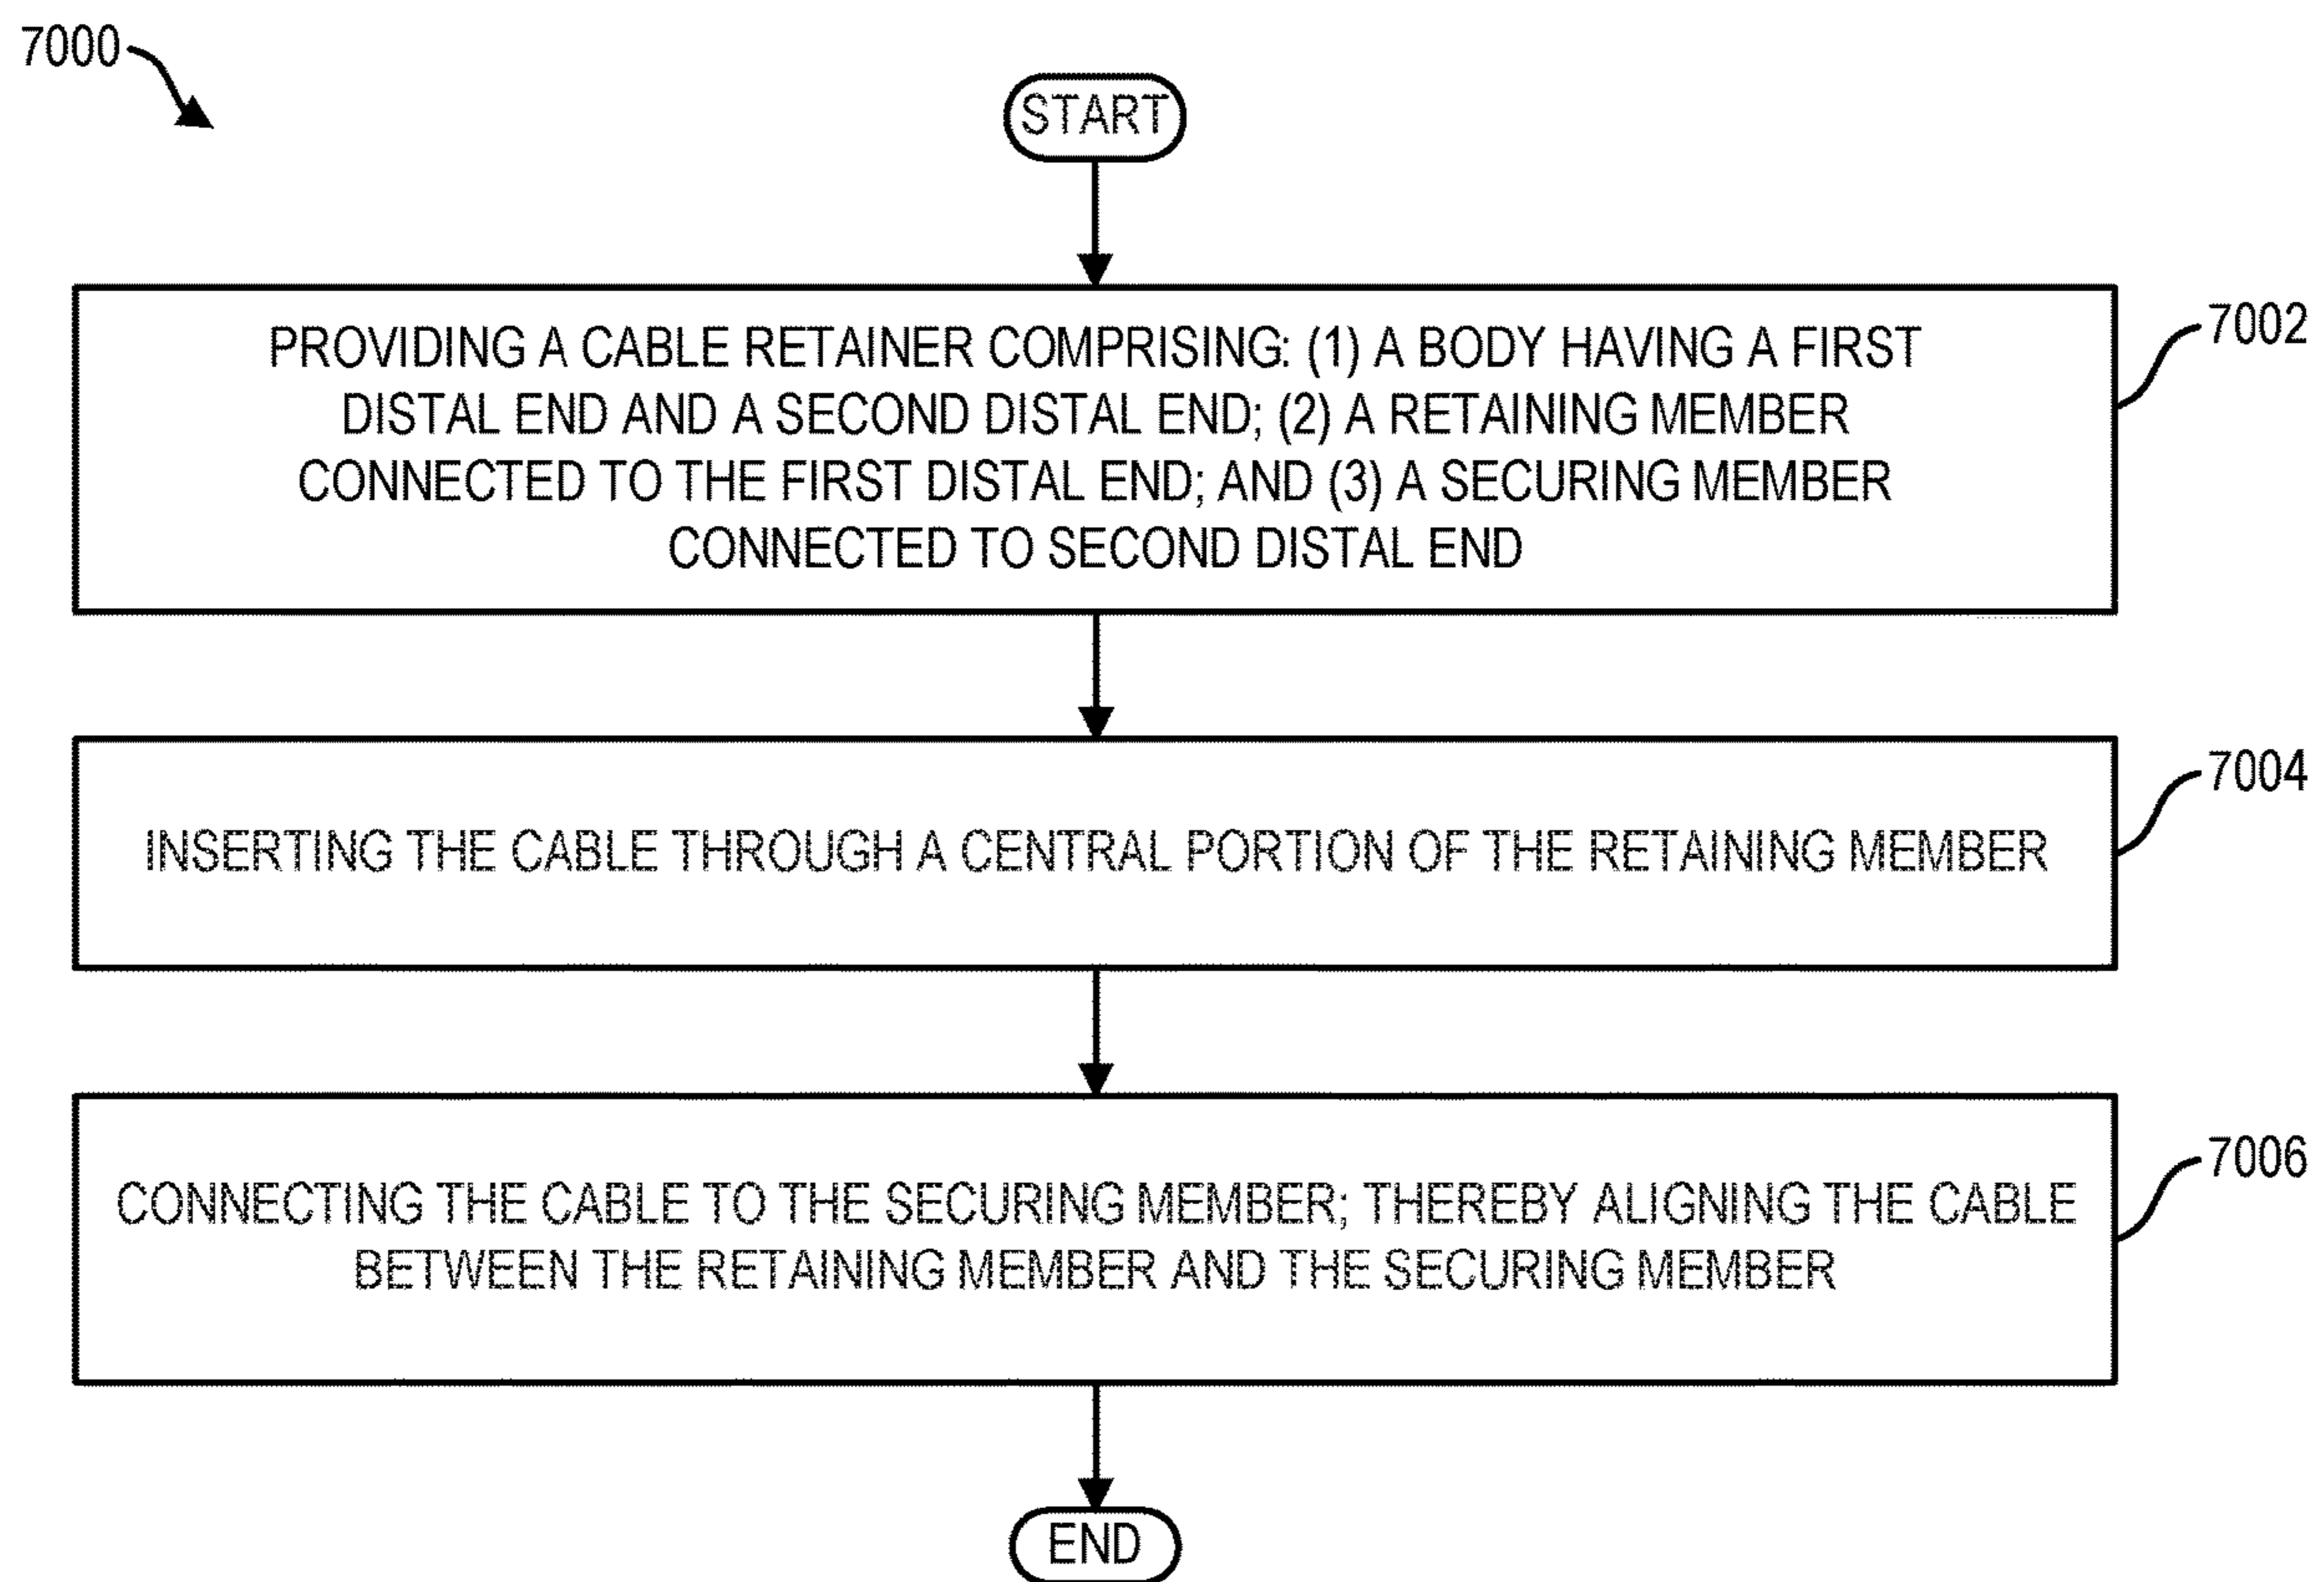 7000
START
PROVIDING A CABLE RETAINER COMPRISING: (1) A BODY HAVING A FIRST
DISTAL END AND A SECOND DISTAL END; (2) A RETAINING MEMBER
CONNECTED TO THE FIRST DISTAL END; AND (3) A SECURING MEMBER
CONNECTED TO SECOND DISTAL END
7002
INSERTING THE CABLE THROUGH A CENTRAL PORTION OF THE RETAINING MEMBER
7004
CONNECTING THE CABLE TO THE SECURING MEMBER; THEREBY ALIGNING THE CABLE
BETWEEN THE RETAINING MEMBER AND THE SECURING MEMBER
7006
END